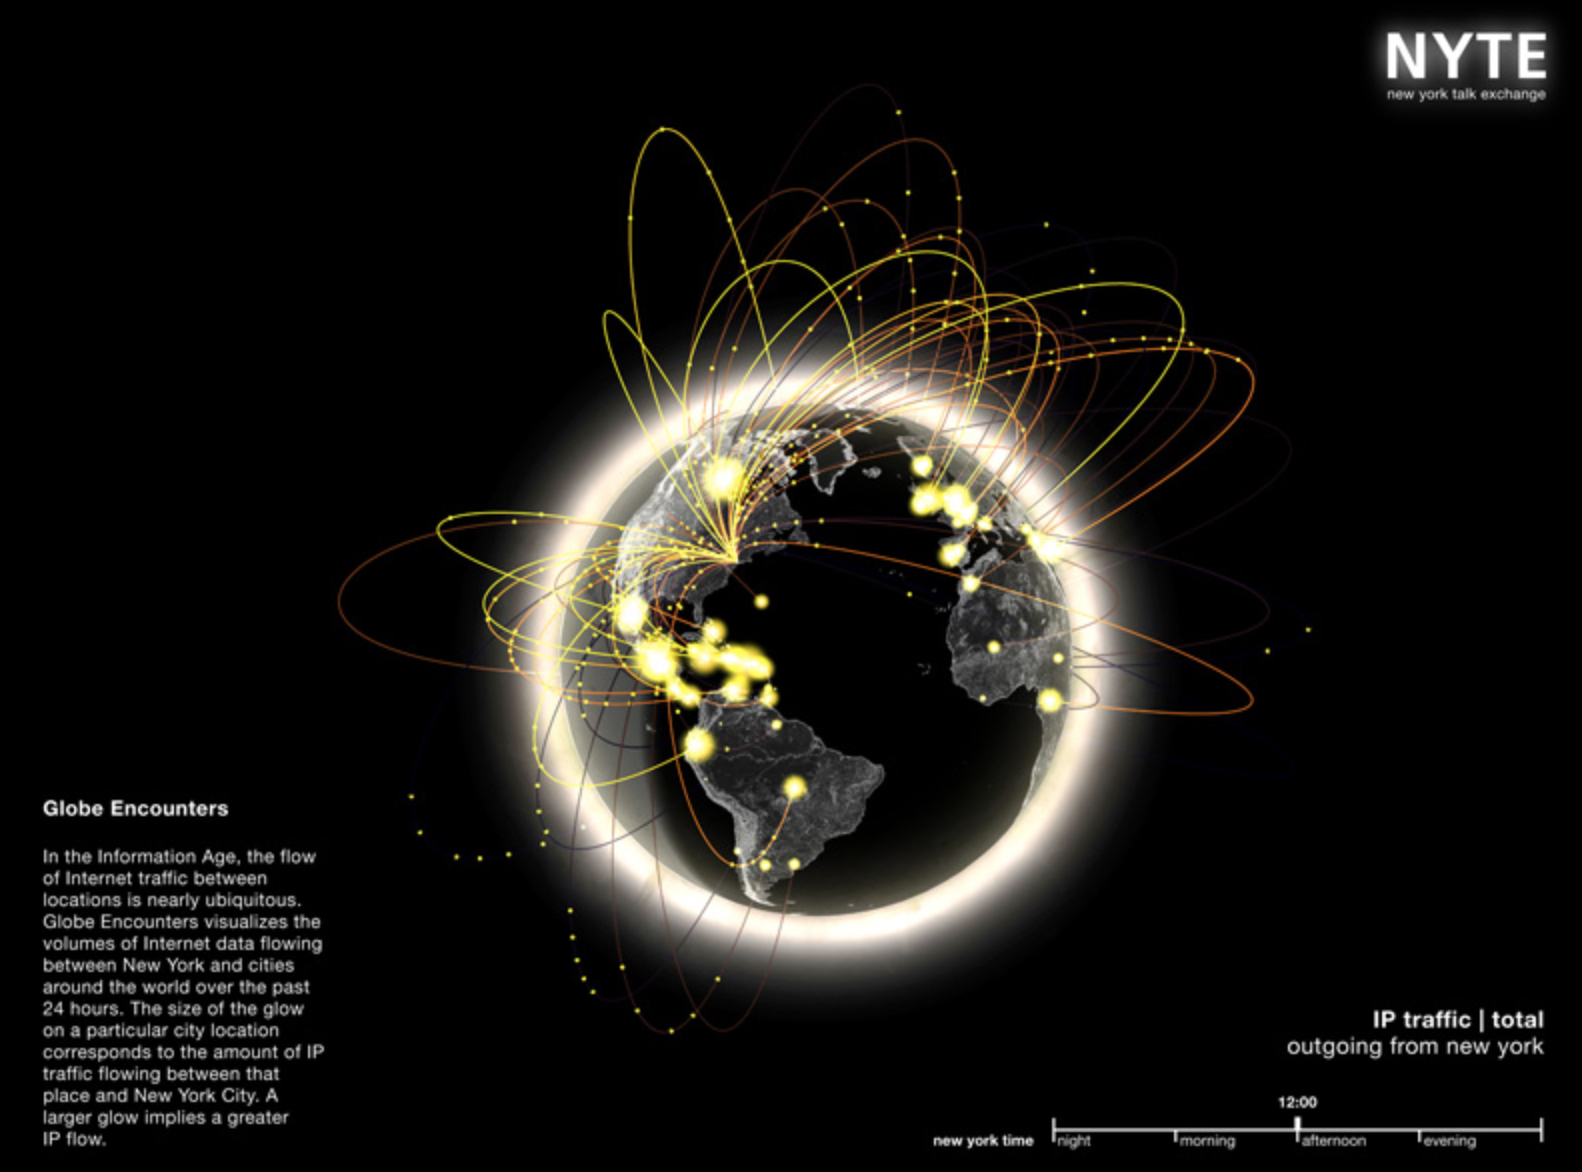 NYTE
new york talk exchange
Globe Encounters
In the Information Age, the flow
of Internet traffic between
locations is nearly ubiquitous.
Globe Encounters visualizes the
volumes of Internet data flowing
between New York and cities
around the world over the past
24 hours. The size of the glow
on a particular city location
corresponds to the amount of IP
traffic flowing between that
place and New York City. A
larger glow implies a greater
IP flow.
IP traffic | total
outgoing from new york
12:00
new york time night morning afternoon evening